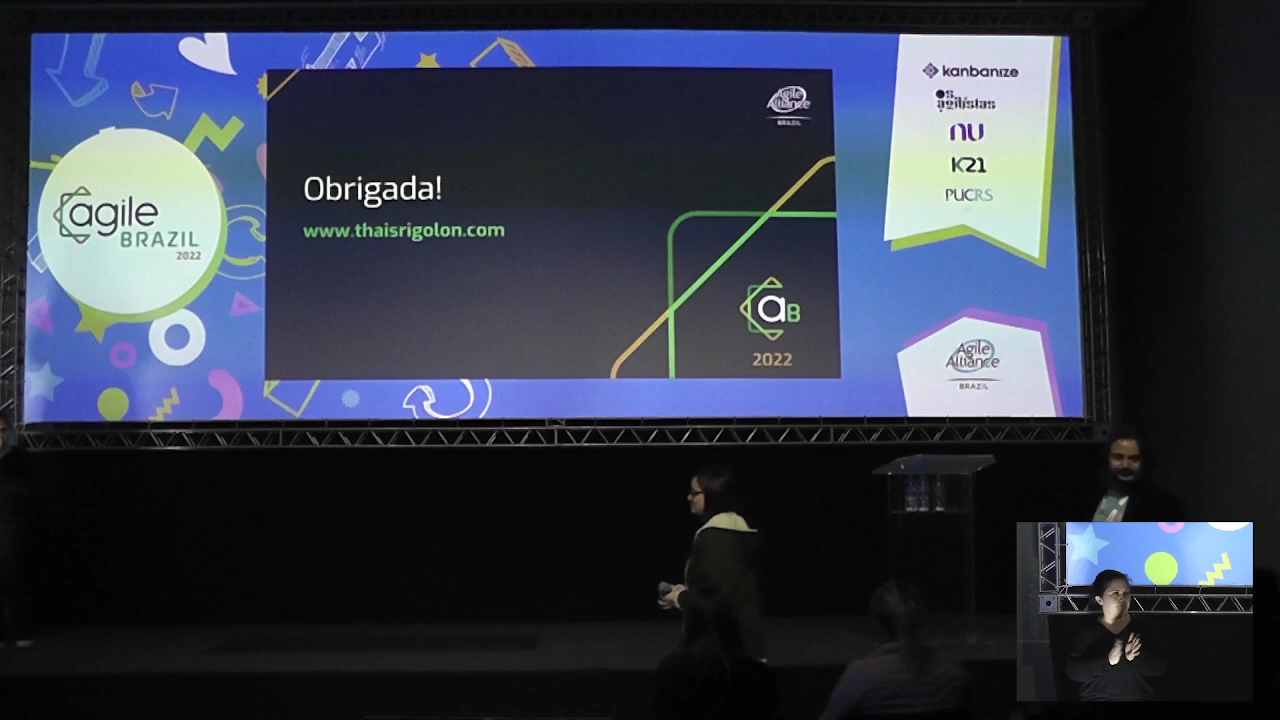 agile
BRAZIL
2022
Agile
Alliance
BRAZIL
Obrigada!
www.thaisrigolon.com
aB
2022
kanbanize
os
agilistas
nu
K21
PUCRS
Agile
Alliance
BRAZIL